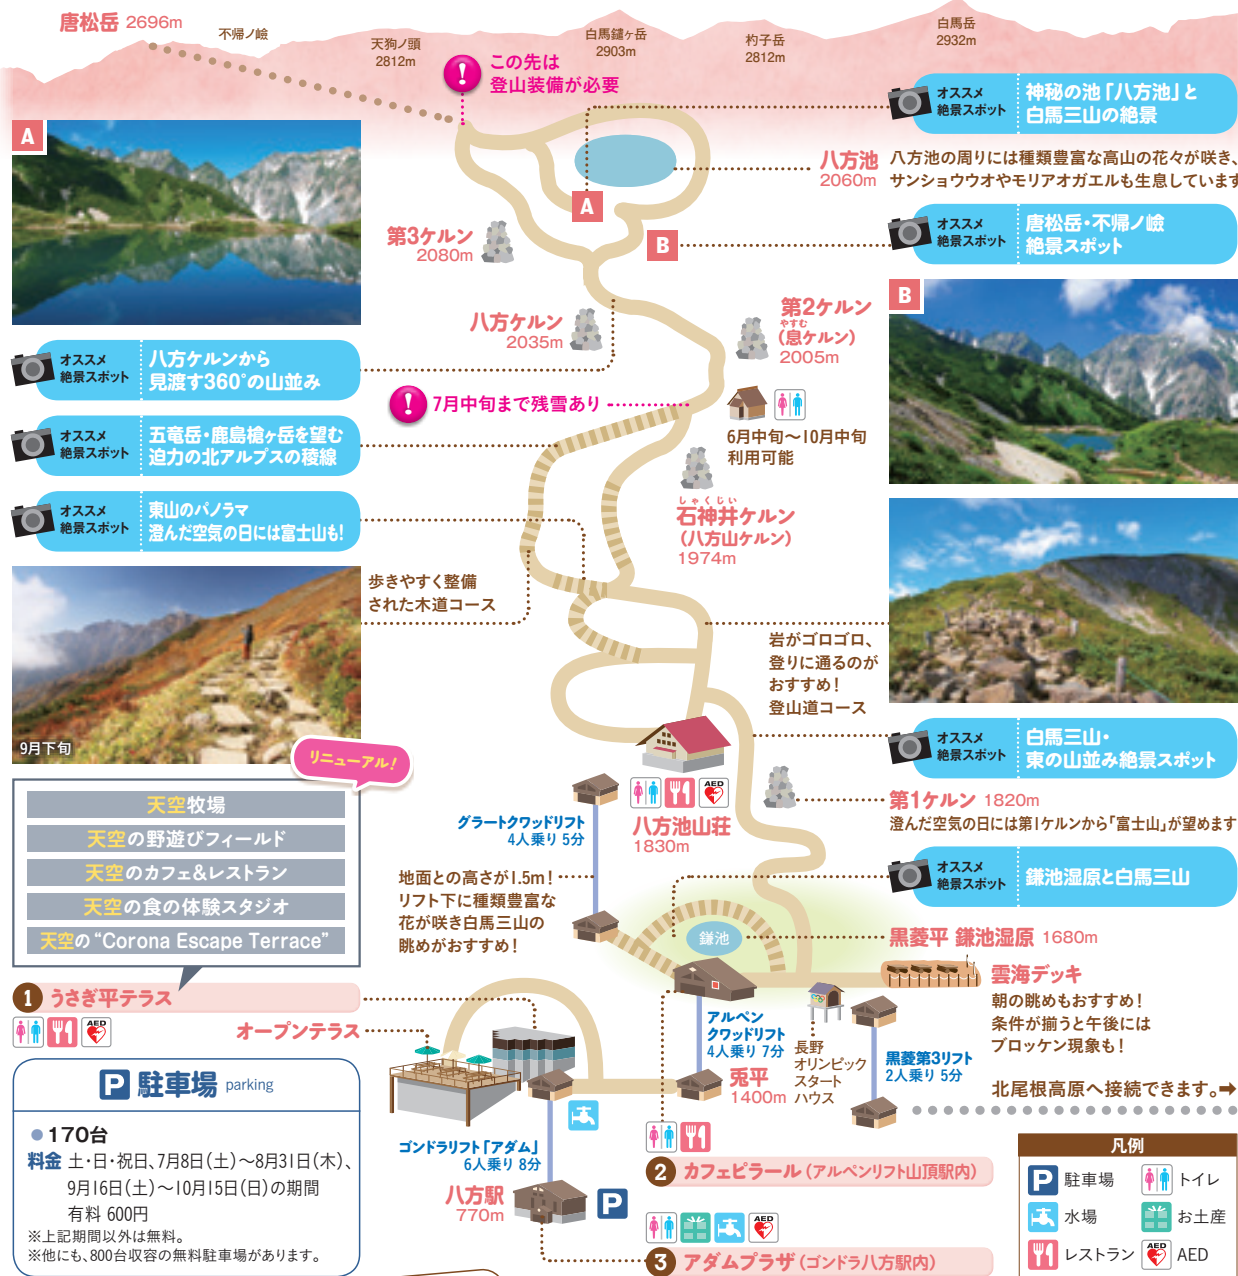 唐松岳 2696m
不帰ノ嶮
天狗ノ頭
2812m
白馬鑓ヶ岳
2903m
杓子岳
2812m
白馬岳
2932m
この先は
登山装備が必要
オススメ
絶景スポット
神秘の池「八方池」と
白馬三山の絶景
A
八方池
2060m
八方池の周りには種類豊富な高山の花々が咲き、
サンショウウオやモリアオガエルも生息しています
A
B
オススメ
絶景スポット
唐松岳・不帰ノ嶮
絶景スポット
第3ケルン
2080m
B
八方ケルン
2035m
第2ケルン
やすむ
(息ケルン)
2005m
オススメ
絶景スポット
八方ケルンから
見渡す360°の山並み
7月中旬まで残雪あり
6月中旬〜10月中旬
利用可能
オススメ
絶景スポット
五竜岳・鹿島槍ヶ岳を望む
迫力の北アルプスの稜線
しゃくじい
石神井ケルン
(八方山ケルン)
1974m
オススメ
絶景スポット
東山のパノラマ
澄んだ空気の日には富士山も!
歩きやすく整備
された木道コース
岩がゴロゴロ、
登りに通るのが
おすすめ!
登山道コース
9月下旬
オススメ
絶景スポット
白馬三山・
東の山並み絶景スポット
リニューアル!
天空牧場
天空の野遊びフィールド
天空のカフェ&レストラン
天空の食の体験スタジオ
天空の“Corona Escape Terrace”
グラートクワッドリフト
4人乗り 5分
AED
八方池山荘
1830m
第1ケルン 1820m
澄んだ空気の日には第1ケルンから「富士山」が望めます
地面との高さが1.5m!
リフト下に種類豊富な
花が咲き白馬三山の
眺めがおすすめ!
オススメ
絶景スポット
鎌池湿原と白馬三山
鎌池
黒菱平 鎌池湿原 1680m
雲海デッキ
朝の眺めもおすすめ!
条件が揃うと午後には
ブロッケン現象も!
1 うさぎ平テラス
AED
オープンテラス
アルペン
クワッドリフト
4人乗り 7分
長野
オリンピック
スタート
ハウス
黒菱第3リフト
2人乗り 5分
兎平
1400m
北尾根高原へ接続できます。➡
P 駐車場 parking
●170台
料金 土・日・祝日、7月8日(土)〜8月31日(木)、
9月16日(土)〜10月15日(日)の期間
有料 600円
※上記期間以外は無料。
※他にも、800台収容の無料駐車場があります。
ゴンドラリフト「アダム」
6人乗り 8分
八方駅
770m
P
2 カフェピラール(アルペンリフト山頂駅内)
AED
3 アダムプラザ(ゴンドラ八方駅内)
凡例
P 駐車場
トイレ
水場
お土産
レストラン
AED AED